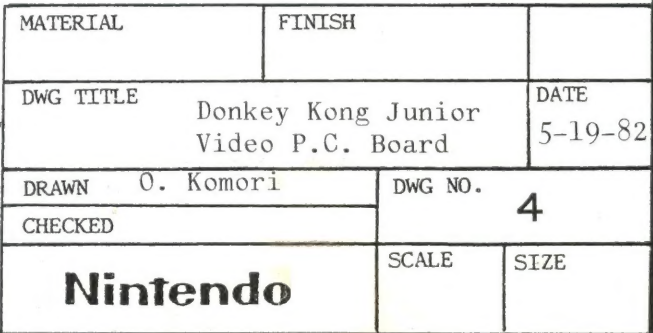 MATERIAL FINISH
DWG TITLE
Donkey Kong Junior
Video P.C. Board
DATE
5-19-82
DRAWN O. Komori
CHECKED
DWG NO.
4
Nintendo
SCALE SIZE